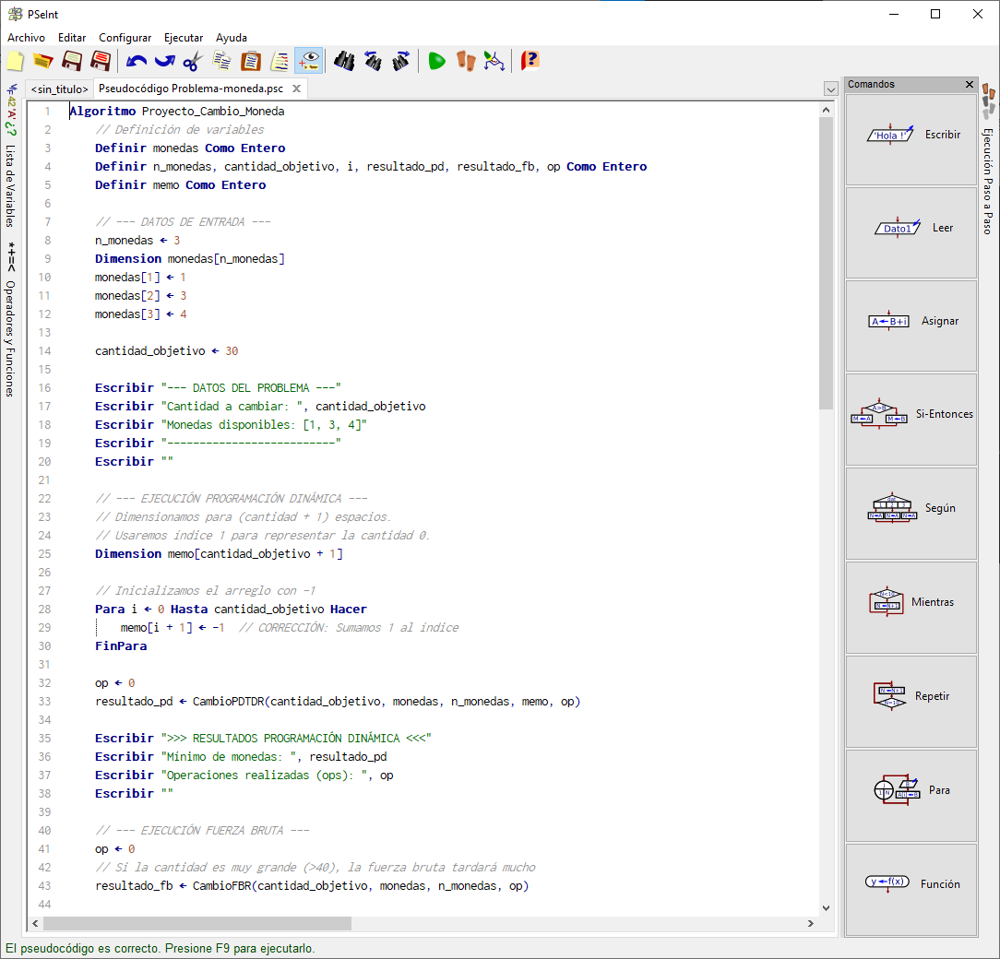 PSeInt
Archivo Editar Configurar Ejecutar Ayuda
<sin_titulo> Pseudocódigo Problema-moneda.psc
Lista de Variables
Operadores y Funciones
1 Algoritmo Proyecto_Cambio_Moneda
2 // Definición de variables
3 Definir monedas Como Entero
4 Definir n_monedas, cantidad_objetivo, i, resultado_pd, resultado_fb, op Como Entero
5 Definir memo Como Entero
6
7 // --- DATOS DE ENTRADA ---
8 n_monedas ← 3
9 Dimension monedas[n_monedas]
10 monedas[1] ← 1
11 monedas[2] ← 3
12 monedas[3] ← 4
13
14 cantidad_objetivo ← 30
15
16 Escribir "--- DATOS DEL PROBLEMA ---"
17 Escribir "Cantidad a cambiar: ", cantidad_objetivo
18 Escribir "Monedas disponibles: [1, 3, 4]"
19 Escribir "--------------------------"
20 Escribir ""
21
22 // --- EJECUCIÓN PROGRAMACIÓN DINÁMICA ---
23 // Dimensionamos para (cantidad + 1) espacios.
24 // Usaremos índice 1 para representar la cantidad 0.
25 Dimension memo[cantidad_objetivo + 1]
26
27 // Inicializamos el arreglo con -1
28 Para i ← 0 Hasta cantidad_objetivo Hacer
29 memo[i + 1] ← -1 // CORRECCIÓN: Sumamos 1 al índice
30 FinPara
31
32 op ← 0
33 resultado_pd ← CambioPDTDR(cantidad_objetivo, monedas, n_monedas, memo, op)
34
35 Escribir ">>> RESULTADOS PROGRAMACIÓN DINÁMICA <<<"
36 Escribir "Mínimo de monedas: ", resultado_pd
37 Escribir "Operaciones realizadas (ops): ", op
38 Escribir ""
39
40 // --- EJECUCIÓN FUERZA BRUTA ---
41 op ← 0
42 // Si la cantidad es muy grande (>40), la fuerza bruta tardará mucho
43 resultado_fb ← CambioFBR(cantidad_objetivo, monedas, n_monedas, op)
44
Comandos
'Hola !' Escribir
Dato1 Leer
A←B+i Asignar
Si-Entonces
Según
Mientras
Repetir
Para
y←f(x) Función
Ejecución Paso a Paso
El pseudocódigo es correcto. Presione F9 para ejecutarlo.